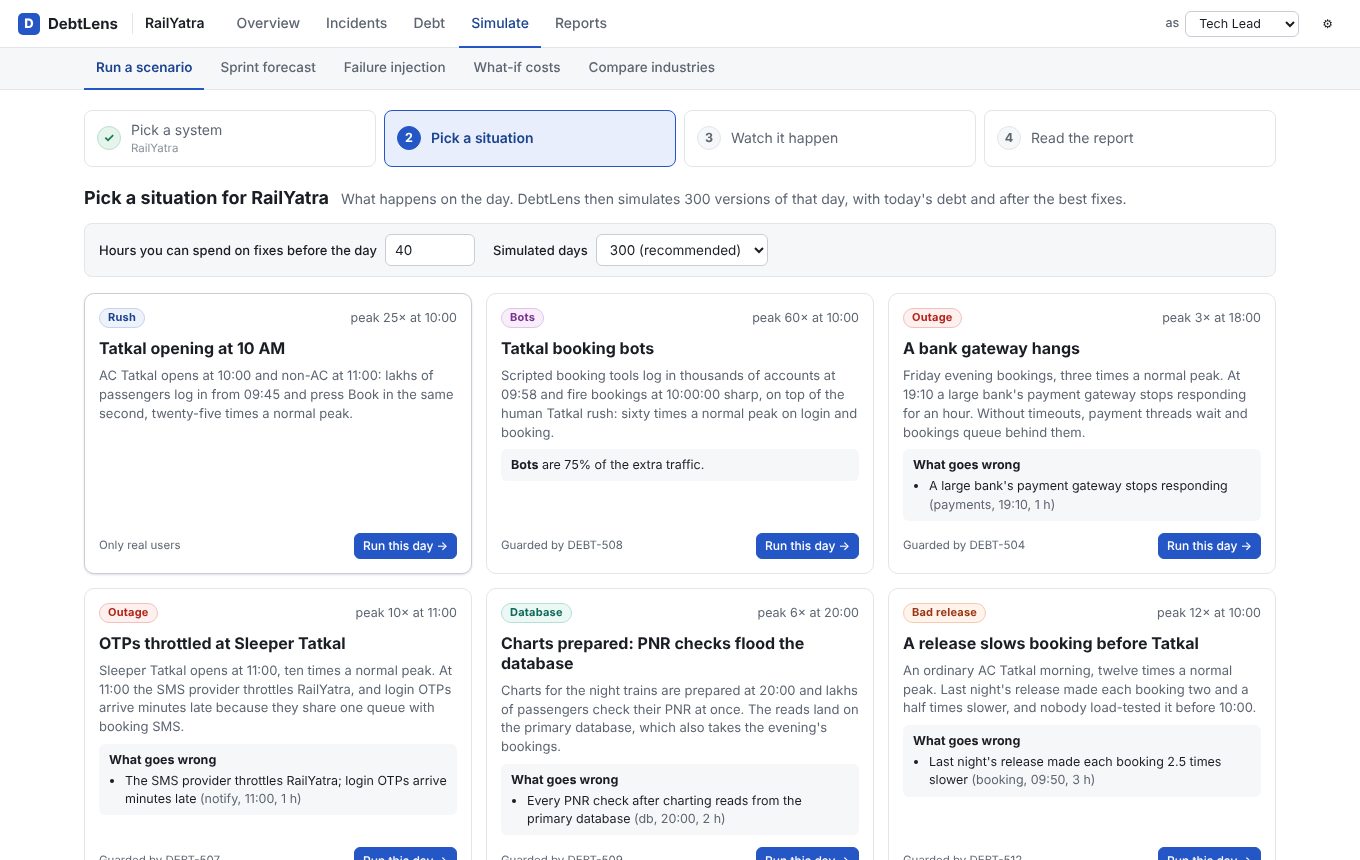 D DebtLens RailYatra Overview Incidents Debt Simulate Reports as Tech Lead
Run a scenario Sprint forecast Failure injection What-if costs Compare industries
Pick a system
RailYatra
2 Pick a situation
3 Watch it happen
4 Read the report
Pick a situation for RailYatra What happens on the day. DebtLens then simulates 300 versions of that day, with today's debt and after the best fixes.
Hours you can spend on fixes before the day 40 Simulated days 300 (recommended)
Rush peak 25× at 10:00
Tatkal opening at 10 AM
AC Tatkal opens at 10:00 and non-AC at 11:00: lakhs of
passengers log in from 09:45 and press Book in the same
second, twenty-five times a normal peak.
Only real users Run this day →
Bots peak 60× at 10:00
Tatkal booking bots
Scripted booking tools log in thousands of accounts at
09:58 and fire bookings at 10:00:00 sharp, on top of the
human Tatkal rush: sixty times a normal peak on login and
booking.
Bots are 75% of the extra traffic.
Guarded by DEBT-508 Run this day →
Outage peak 3× at 18:00
A bank gateway hangs
Friday evening bookings, three times a normal peak. At
19:10 a large bank's payment gateway stops responding
for an hour. Without timeouts, payment threads wait and
bookings queue behind them.
What goes wrong
• A large bank's payment gateway stops responding
(payments, 19:10, 1 h)
Guarded by DEBT-504 Run this day →
Outage peak 10× at 11:00
OTPs throttled at Sleeper Tatkal
Sleeper Tatkal opens at 11:00, ten times a normal peak. At
11:00 the SMS provider throttles RailYatra, and login OTPs
arrive minutes late because they share one queue with
booking SMS.
What goes wrong
• The SMS provider throttles RailYatra; login OTPs arrive
minutes late (notify, 11:00, 1 h)
Guarded by DEBT-507 Run this day →
Database peak 6× at 20:00
Charts prepared: PNR checks flood the
database
Charts for the night trains are prepared at 20:00 and lakhs
of passengers check their PNR at once. The reads land on
the primary database, which also takes the evening's
bookings.
What goes wrong
• Every PNR check after charting reads from the
primary database (db, 20:00, 2 h)
Guarded by DEBT-509 Run this day →
Bad release peak 12× at 10:00
A release slows booking before Tatkal
An ordinary AC Tatkal morning, twelve times a normal
peak. Last night's release made each booking two and a
half times slower, and nobody load-tested it before 10:00.
What goes wrong
• Last night's release made each booking 2.5 times
slower (booking, 09:50, 3 h)
Guarded by DEBT-512 Run this day →